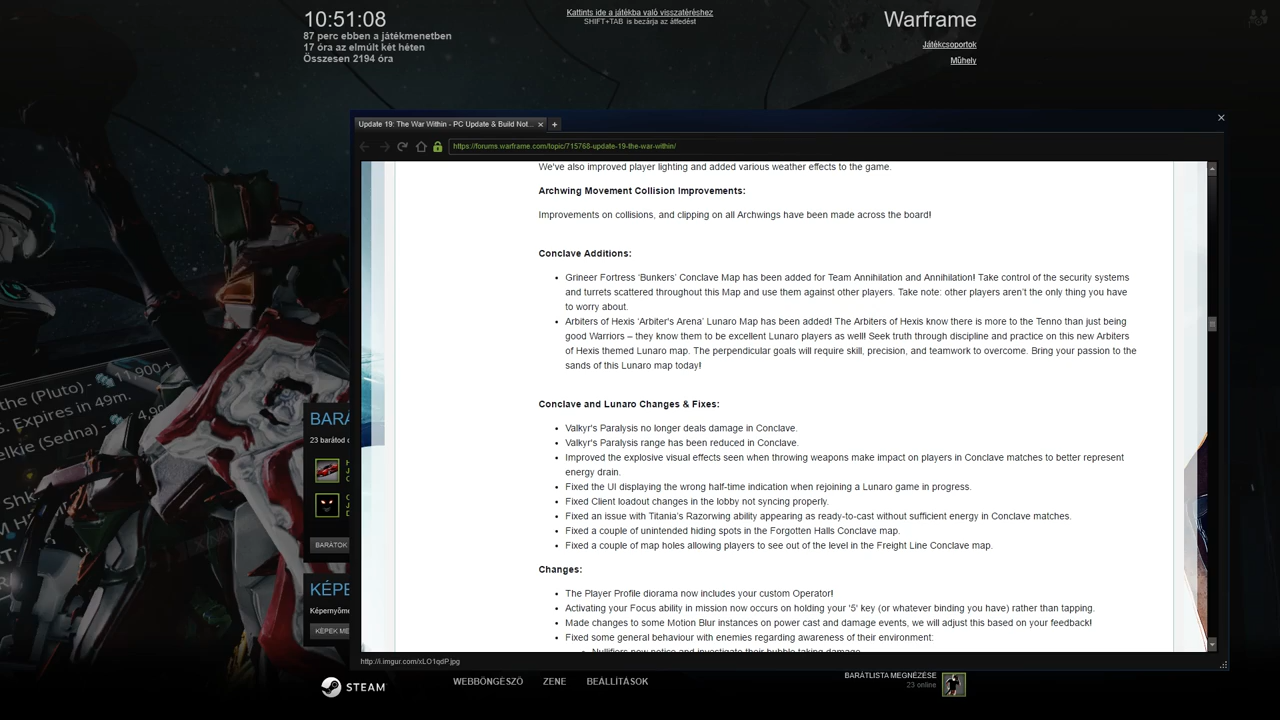 10:51:08
87 perc ebben a játékmenetben
17 óra az elmúlt két héten
Összesen 2194 óra
Kattints ide a játékba való visszatéréshez
SHIFT+TAB is bezárja az átfedést
Warframe
Játékcsoportok
Műhely
Update 19: The War Within - PC Update & Build Not...
https://forums.warframe.com/topic/715768-update-19-the-war-within/
We've also improved player lighting and added various weather effects to the game.
Archwing Movement Collision Improvements:
Improvements on collisions, and clipping on all Archwings have been made across the board!
Conclave Additions:
• Grineer Fortress ‘Bunkers’ Conclave Map has been added for Team Annihilation and Annihilation! Take control of the security systems
and turrets scattered throughout this Map and use them against other players. Take note: other players aren’t the only thing you have
to worry about.
• Arbiters of Hexis ‘Arbiter's Arena’ Lunaro Map has been added! The Arbiters of Hexis know there is more to the Tenno than just being
good Warriors – they know them to be excellent Lunaro players as well! Seek truth through discipline and practice on this new Arbiters
of Hexis themed Lunaro map. The perpendicular goals will require skill, precision, and teamwork to overcome. Bring your passion to the
sands of this Lunaro map today!
Conclave and Lunaro Changes & Fixes:
• Valkyr's Paralysis no longer deals damage in Conclave.
• Valkyr's Paralysis range has been reduced in Conclave.
• Improved the explosive visual effects seen when throwing weapons make impact on players in Conclave matches to better represent
energy drain.
• Fixed the UI displaying the wrong half-time indication when rejoining a Lunaro game in progress.
• Fixed Client loadout changes in the lobby not syncing properly.
• Fixed an issue with Titania’s Razorwing ability appearing as ready-to-cast without sufficient energy in Conclave matches.
• Fixed a couple of unintended hiding spots in the Forgotten Halls Conclave map.
• Fixed a couple of map holes allowing players to see out of the level in the Freight Line Conclave map.
Changes:
• The Player Profile diorama now includes your custom Operator!
• Activating your Focus ability in mission now occurs on holding your '5' key (or whatever binding you have) rather than tapping.
• Made changes to some Motion Blur instances on power cast and damage events, we will adjust this based on your feedback!
• Fixed some general behaviour with enemies regarding awareness of their environment:
Nullifiers now notice and investigate their bubble taking damage
http://i.imgur.com/xLO1qdP.jpg
the (Pluto) - 11,900+
s. expires in 49m.
elkie (Sedna) - 4,90
BARÁ
23 barátod
BARÁTOK
KÉPE
Képernyőme
KÉPEK ME
STEAM
WEBBÖNGÉSZŐ
ZENE
BEÁLLÍTÁSOK
BARÁTLISTA MEGNÉZÉSE
23 online